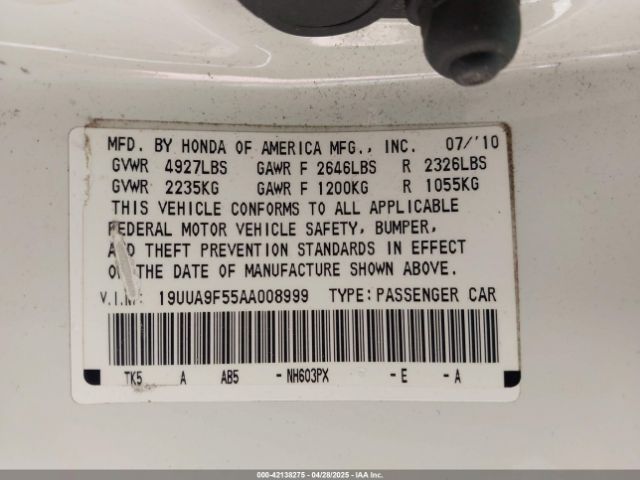 MFD. BY HONDA OF AMERICA MFG., INC. 07/'10
GVWR 4927LBS GAWR F 2646LBS R 2326LBS
GVWR 2235KG GAWR F 1200KG R 1055KG
THIS VEHICLE CONFORMS TO ALL APPLICABLE
FEDERAL MOTOR VEHICLE SAFETY, BUMPER,
AND THEFT PREVENTION STANDARDS IN EFFECT
ON THE DATE OF MANUFACTURE SHOWN ABOVE.
V.I.N: 19UUA9F55AA008999 TYPE:PASSENGER CAR
TK5 A AB5 -NH603PX -E -A
000-42138275 - 04/28/2025 - IAA Inc.